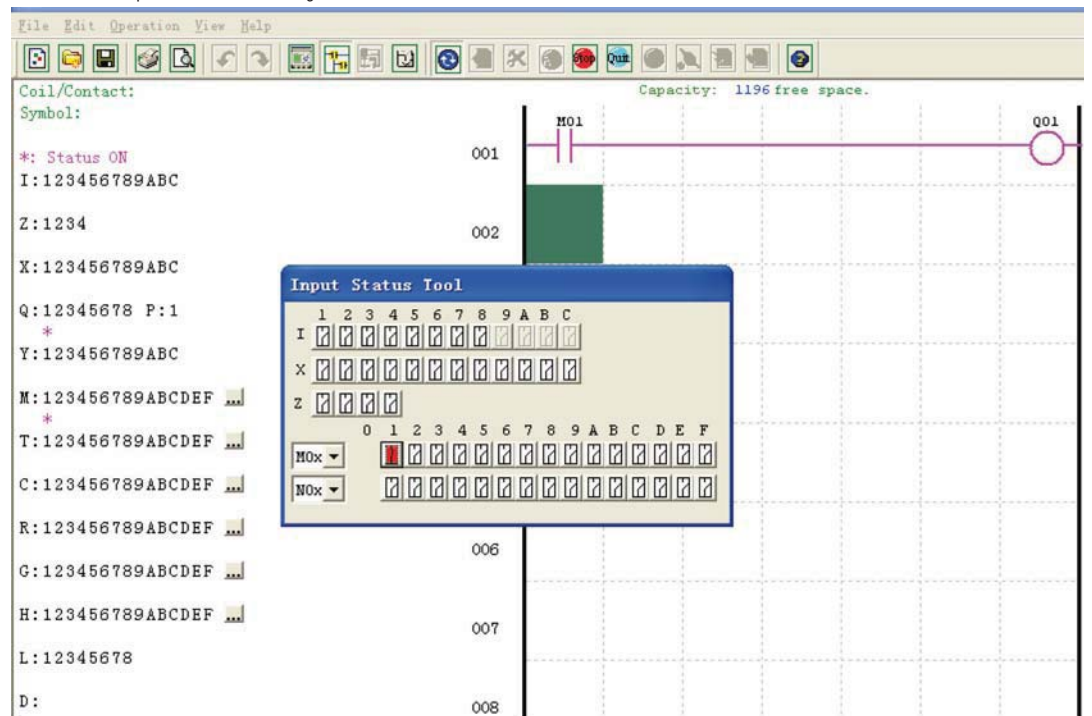 File Edit Operation View Help
Stop Quit
Coil/Contact:
Capacity: 1196 free space.
Symbol:
M01 Q01
*: Status ON
001
I:123456789ABC
Z:1234
002
X:123456789ABC
Input Status Tool
Q:12345678 P:1
*
1 2 3 4 5 6 7 8 9 A B C
I
Y:123456789ABC
X
M:123456789ABCDEF ...
*
Z
0 1 2 3 4 5 6 7 8 9 A B C D E F
T:123456789ABCDEF ...
M0x
C:123456789ABCDEF ...
N0x
R:123456789ABCDEF ...
006
G:123456789ABCDEF ...
H:123456789ABCDEF ...
007
L:12345678
D:
008